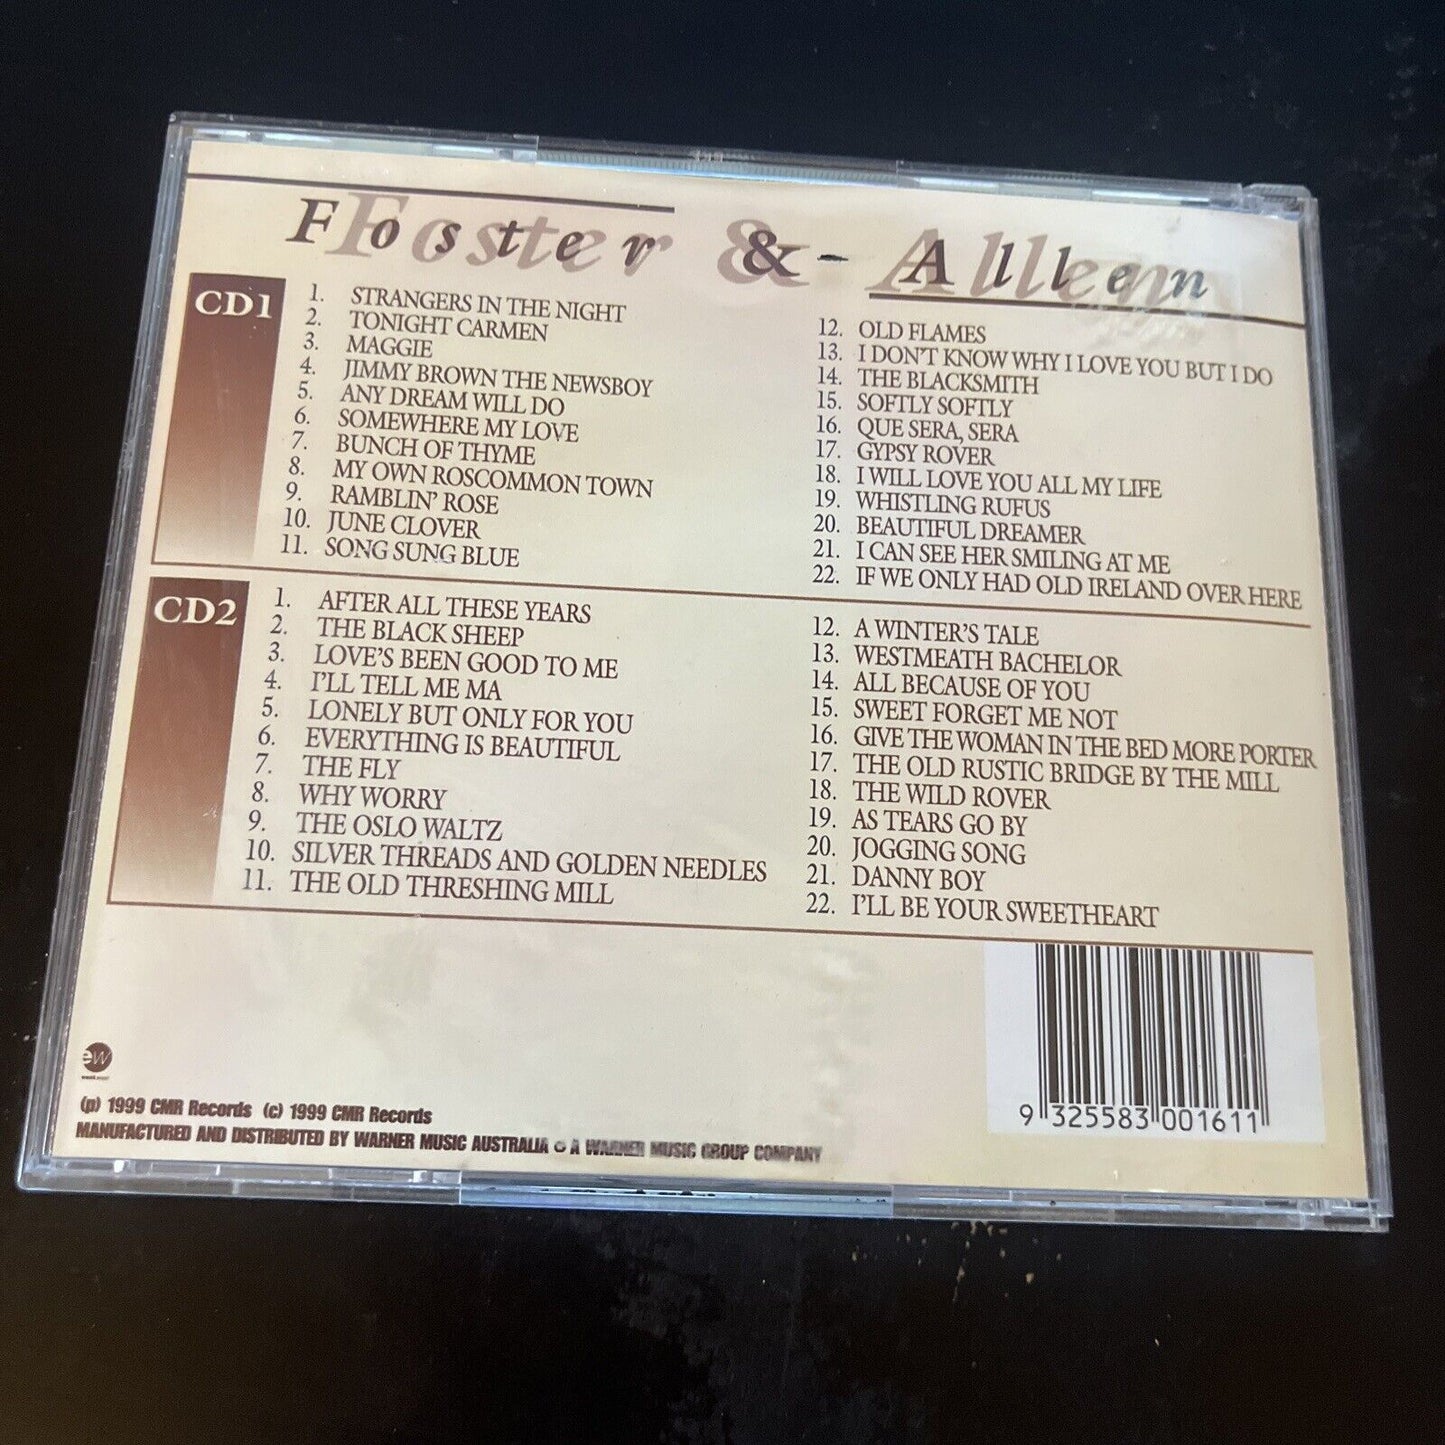 Foster & Allen
CD1
1. STRANGERS IN THE NIGHT
2. TONIGHT CARMEN
3. MAGGIE
4. JIMMY BROWN THE NEWSBOY
5. ANY DREAM WILL DO
6. SOMEWHERE MY LOVE
7. BUNCH OF THYME
8. MY OWN ROSCOMMON TOWN
9. RAMBLIN' ROSE
10. JUNE CLOVER
11. SONG SUNG BLUE
12. OLD FLAMES
13. I DON'T KNOW WHY I LOVE YOU BUT I DO
14. THE BLACKSMITH
15. SOFTLY SOFTLY
16. QUE SERA, SERA
17. GYPSY ROVER
18. I WILL LOVE YOU ALL MY LIFE
19. WHISTLING RUFUS
20. BEAUTIFUL DREAMER
21. I CAN SEE HER SMILING AT ME
22. IF WE ONLY HAD OLD IRELAND OVER HERE
CD2
1. AFTER ALL THESE YEARS
2. THE BLACK SHEEP
3. LOVE'S BEEN GOOD TO ME
4. I'LL TELL ME MA
5. LONELY BUT ONLY FOR YOU
6. EVERYTHING IS BEAUTIFUL
7. THE FLY
8. WHY WORRY
9. THE OSLO WALTZ
10. SILVER THREADS AND GOLDEN NEEDLES
11. THE OLD THRESHING MILL
12. A WINTER'S TALE
13. WESTMEATH BACHELOR
14. ALL BECAUSE OF YOU
15. SWEET FORGET ME NOT
16. GIVE THE WOMAN IN THE BED MORE PORTER
17. THE OLD RUSTIC BRIDGE BY THE MILL
18. THE WILD ROVER
19. AS TEARS GO BY
20. JOGGING SONG
21. DANNY BOY
22. I'LL BE YOUR SWEETHEART
ew
(p) 1999 CMR Records (c) 1999 CMR Records
MANUFACTURED AND DISTRIBUTED BY WARNER MUSIC AUSTRALIA A WARNER MUSIC GROUP COMPANY
9 325583 001611